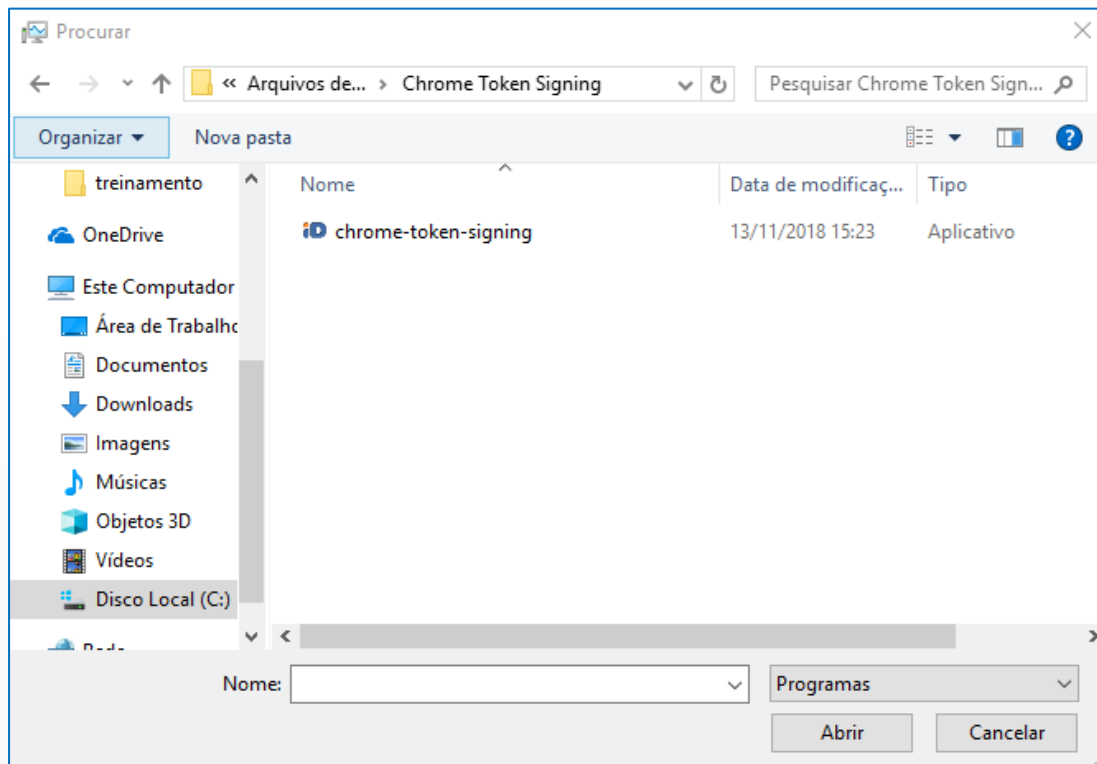 Procurar
« Arquivos de... › Chrome Token Signing
Pesquisar Chrome Token Sign...
Organizar
Nova pasta
?
treinamento
OneDrive
Este Computador
Área de Trabalho
Documentos
Downloads
Imagens
Músicas
Objetos 3D
Vídeos
Disco Local (C:)
Nome
Data de modificaç...
Tipo
iD chrome-token-signing
13/11/2018 15:23
Aplicativo
Nome:
Programas
Abrir
Cancelar